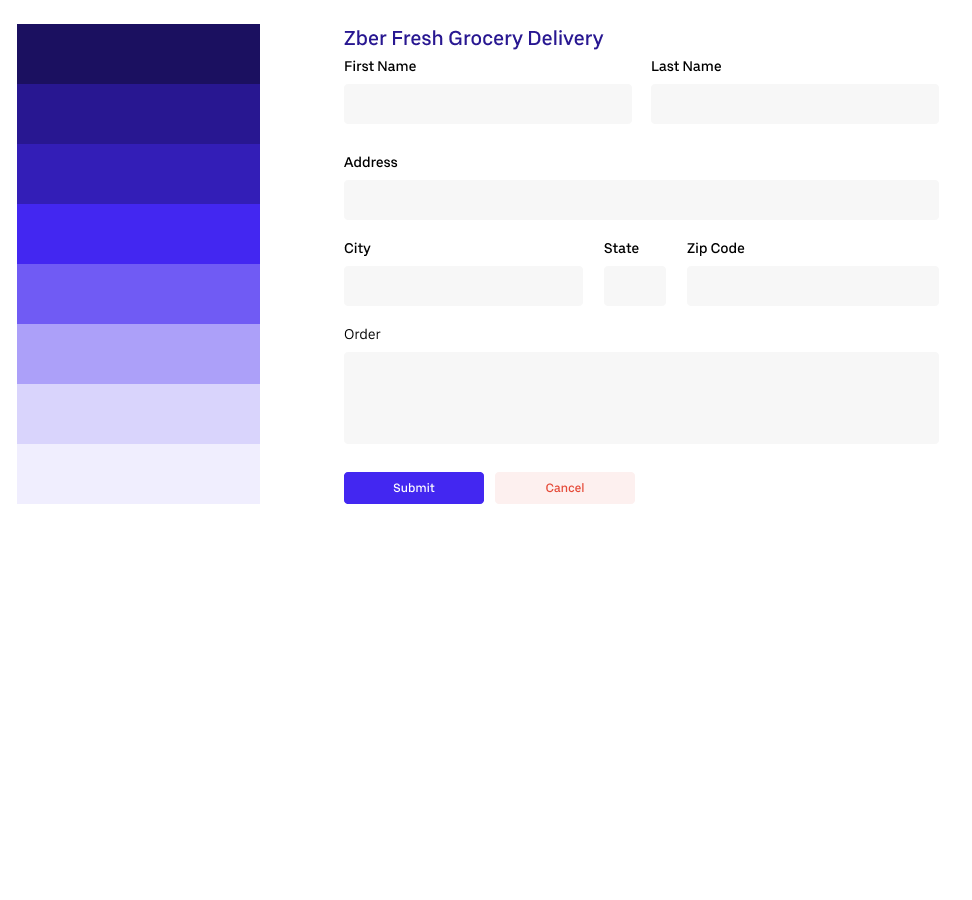 Zber Fresh Grocery Delivery
First Name
Last Name
Address
City
State
Zip Code
Order
Submit
Cancel